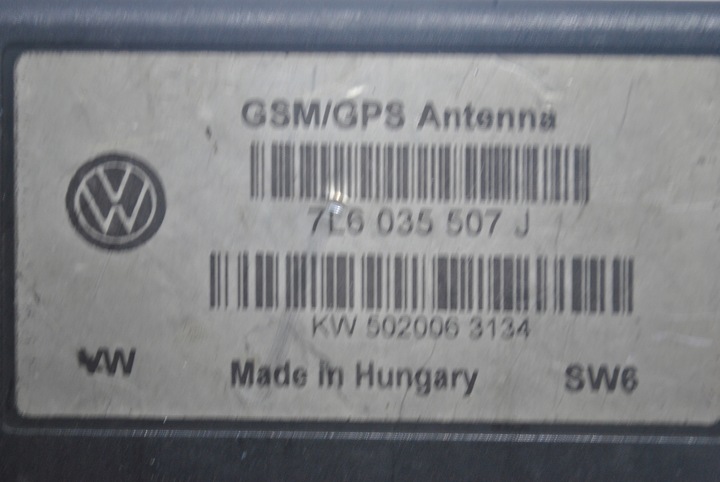 GSM/GPS Antenna
7L6 035 507 J
KW 502006 3134
VW Made in Hungary SW6